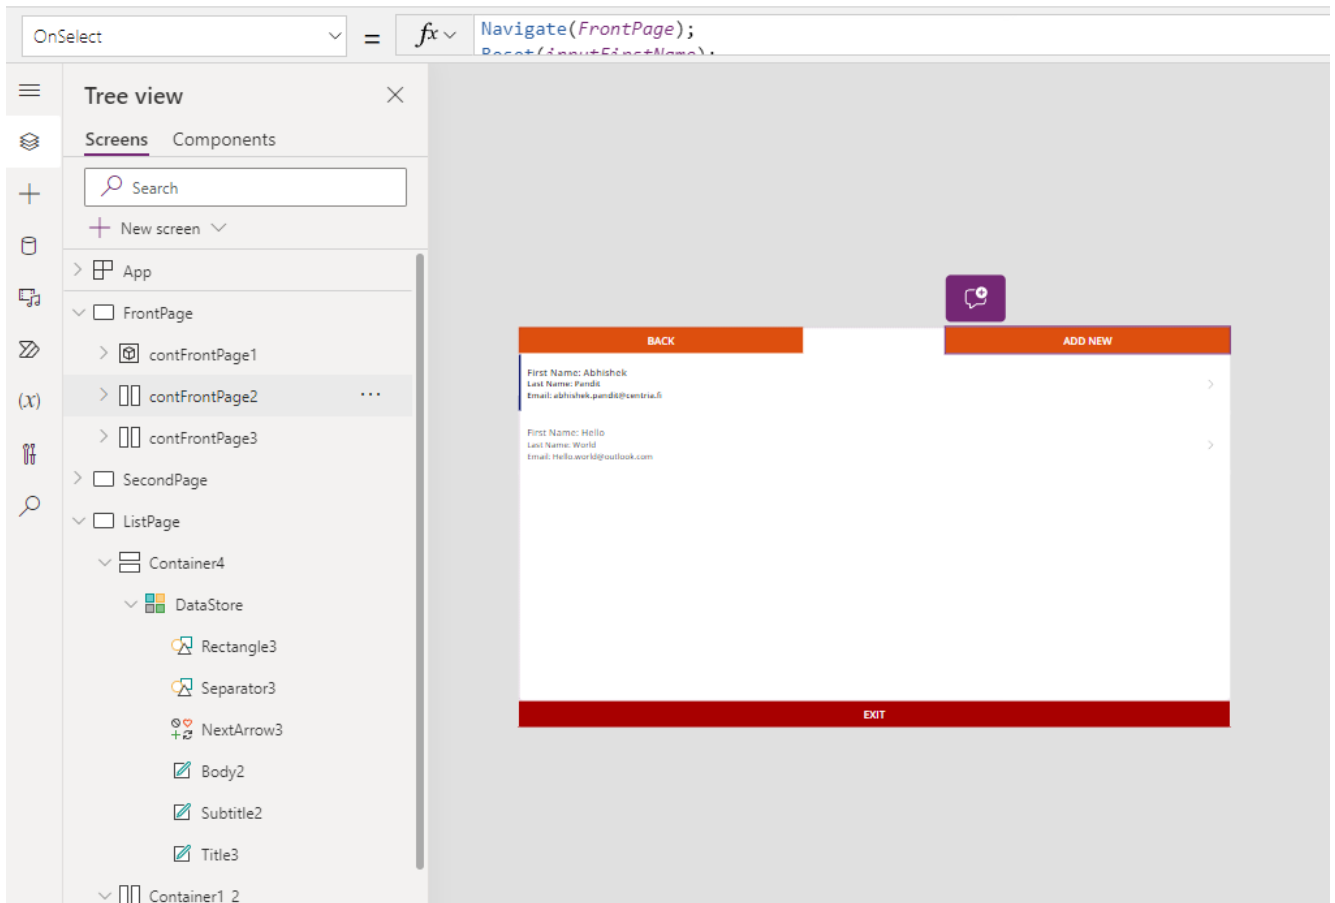 OnSelect
=
fx
Navigate(FrontPage);
Reset(inputFirstName);
Tree view
Screens
Components
Search
New screen
App
FrontPage
contFrontPage1
contFrontPage2
...
contFrontPage3
SecondPage
ListPage
Container4
DataStore
Rectangle3
Separator3
NextArrow3
Body2
Subtitle2
Title3
Container1_2
(x)
BACK
ADD NEW
First Name: Abhishek
Last Name: Pandit
Email: abhishek.pandit@centria.fi
First Name: Hello
Last Name: World
Email: Hello.world@outlook.com
EXIT